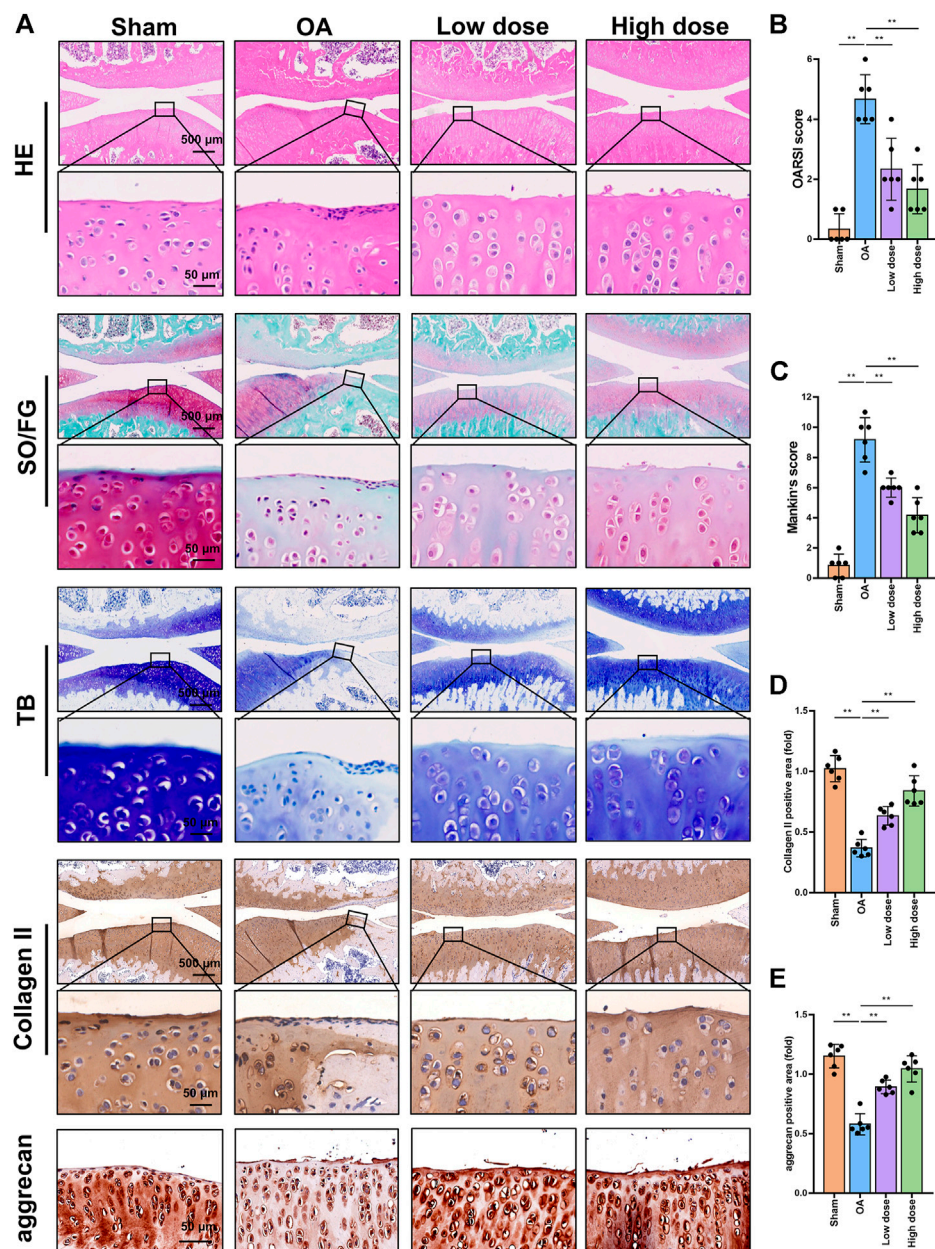 A
Sham
OA
Low dose
High dose
HE
500 µm
50 µm
SO/FG
500 µm
50 µm
TB
500 µm
50 µm
Collagen II
500 µm
50 µm
aggrecan
50 µm
B
OARSI score
6
4
2
0
** **
**
Sham
OA
Low dose
High dose
C
Mankin's score
12
10
8
6
4
2
0
** **
**
Sham
OA
Low dose
High dose
D
Collagen II positive area (fold)
1.5
1.0
0.5
0.0
** **
**
Sham
OA
Low dose
High dose
E
aggrecan positive area (fold)
1.5
1.0
0.5
0.0
** **
**
Sham
OA
Low dose
High dose